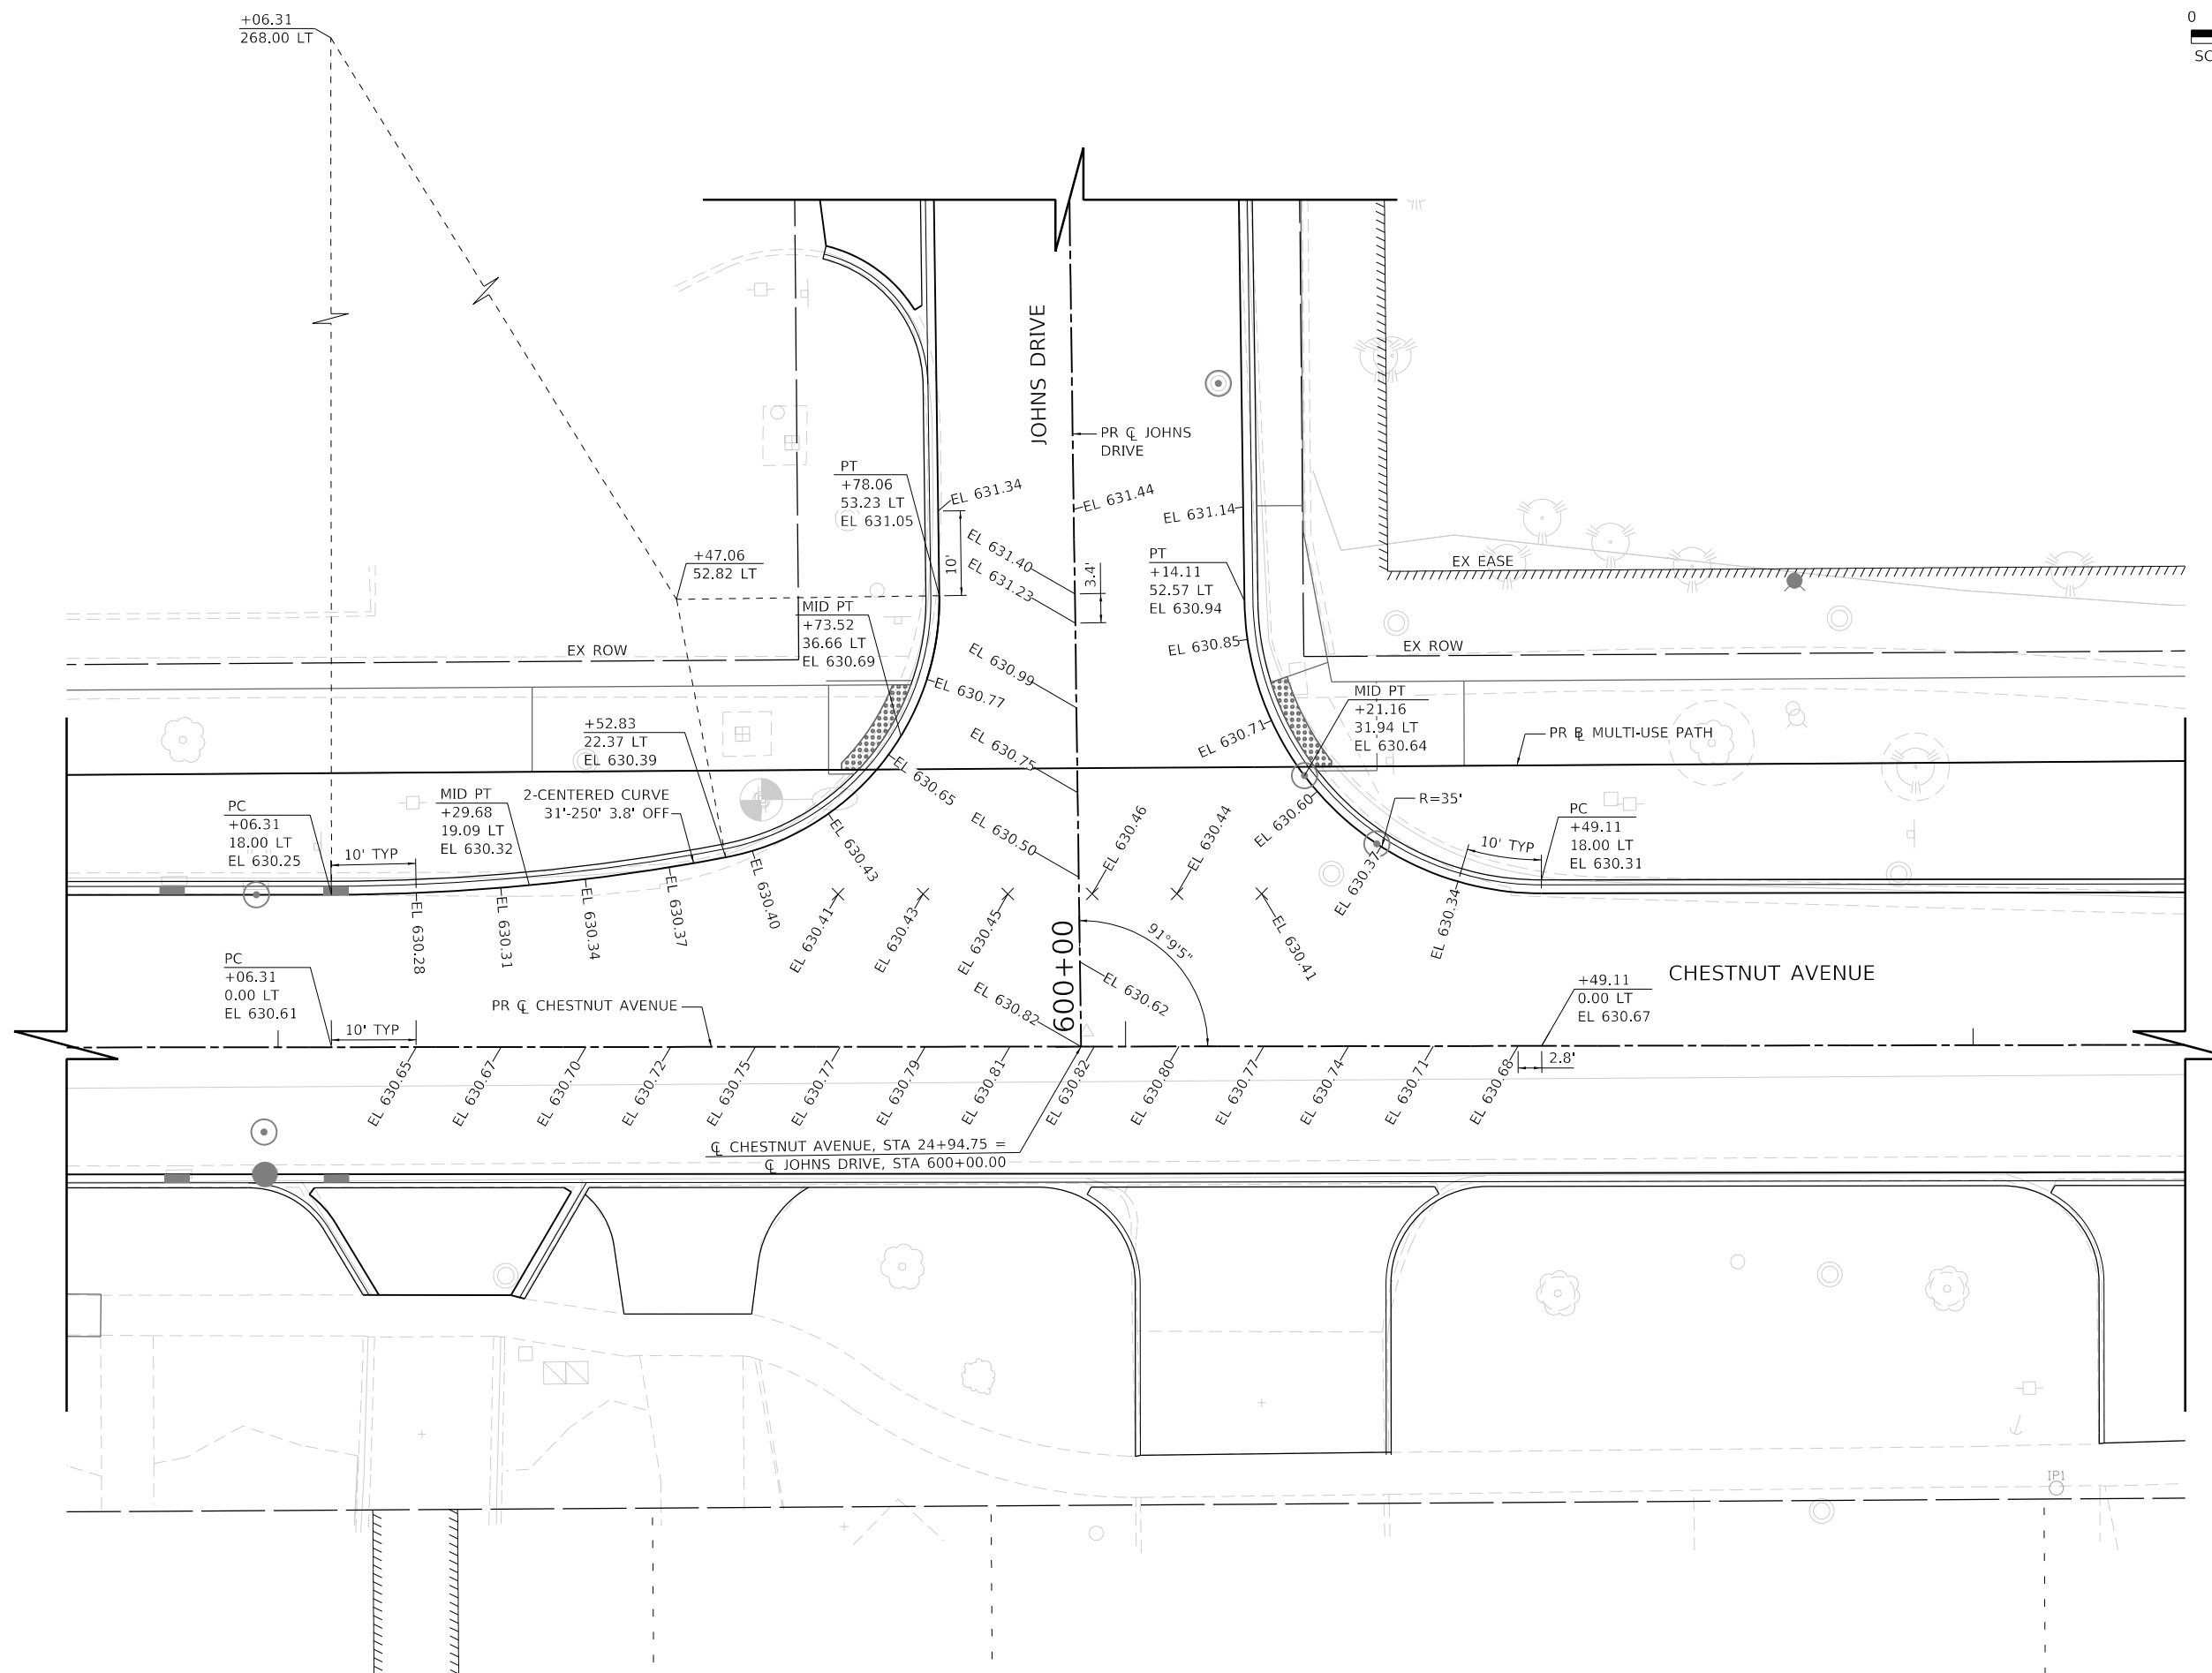 +06.31
268.00 LT
0
SC
JOHNS DRIVE
PR ℄ JOHNS
DRIVE
PT
+78.06
53.23 LT
EL 631.05
EL 631.34
EL 631.44
EL 631.14
10'
EL 631.40
EL 631.23
3.4'
PT
+14.11
52.57 LT
EL 630.94
EX EASE
+47.06
52.82 LT
MID PT
+73.52
36.66 LT
EL 630.69
EX ROW
EL 630.99
EL 630.85
EX ROW
EL 630.77
+52.83
22.37 LT
EL 630.39
EL 630.75
EL 630.71
MID PT
+21.16
31.94 LT
EL 630.64
PR B MULTI-USE PATH
EL 630.65
PC
+06.31
18.00 LT
EL 630.25
MID PT
+29.68
19.09 LT
EL 630.32
2-CENTERED CURVE
31'-250' 3.8' OFF
EL 630.43
EL 630.50
EL 630.46
EL 630.44
EL 630.60
R=35'
PC
+49.11
18.00 LT
EL 630.31
10' TYP
10' TYP
EL 630.28
EL 630.31
EL 630.34
EL 630.37
EL 630.40
EL 630.41
EL 630.43
EL 630.45
EL 630.41
EL 630.37
EL 630.34
91°9'5"
600+00
CHESTNUT AVENUE
PC
+06.31
0.00 LT
EL 630.61
10' TYP
PR ℄ CHESTNUT AVENUE
EL 630.82
EL 630.62
+49.11
0.00 LT
EL 630.67
2.8'
EL 630.65
EL 630.67
EL 630.70
EL 630.72
EL 630.75
EL 630.77
EL 630.79
EL 630.81
EL 630.82
EL 630.80
EL 630.77
EL 630.74
EL 630.71
EL 630.68
℄ CHESTNUT AVENUE, STA 24+94.75 =
℄ JOHNS DRIVE, STA 600+00.00
IP1